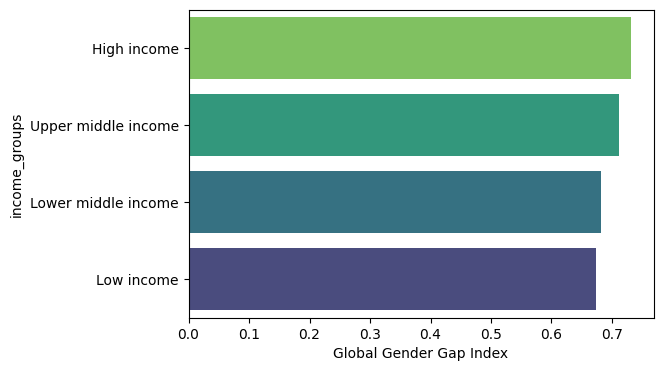 High income
Upper middle income
Lower middle income
Low income
income_groups
0.0 0.1 0.2 0.3 0.4 0.5 0.6 0.7
Global Gender Gap Index